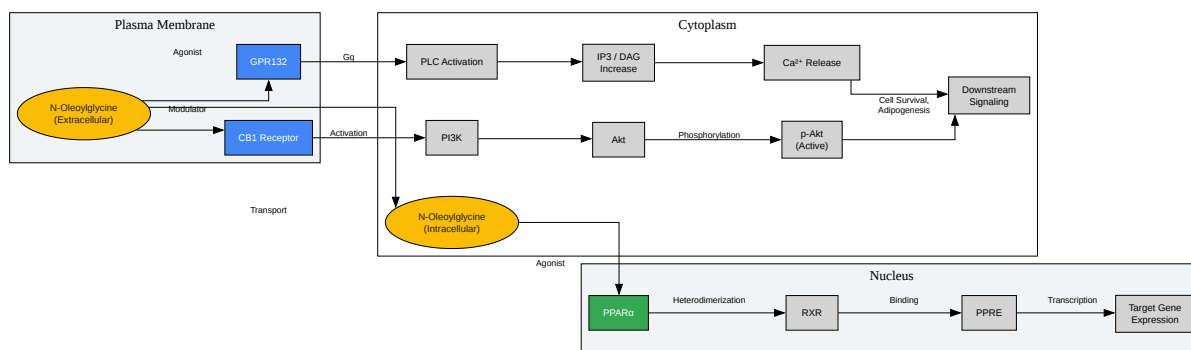 Plasma Membrane
Agonist
GPR132
N-Oleoylglycine
(Extracellular)
Modulator
CB1 Receptor
Cytoplasm
Gq
PLC Activation
IP3 / DAG
Increase
Ca²⁺ Release
Cell Survival,
Adipogenesis
Downstream
Signaling
Activation
PI3K
Akt
Phosphorylation
p-Akt
(Active)
Transport
N-Oleoylglycine
(Intracellular)
Agonist
Nucleus
PPARα
Heterodimerization
RXR
Binding
PPRE
Transcription
Target Gene
Expression